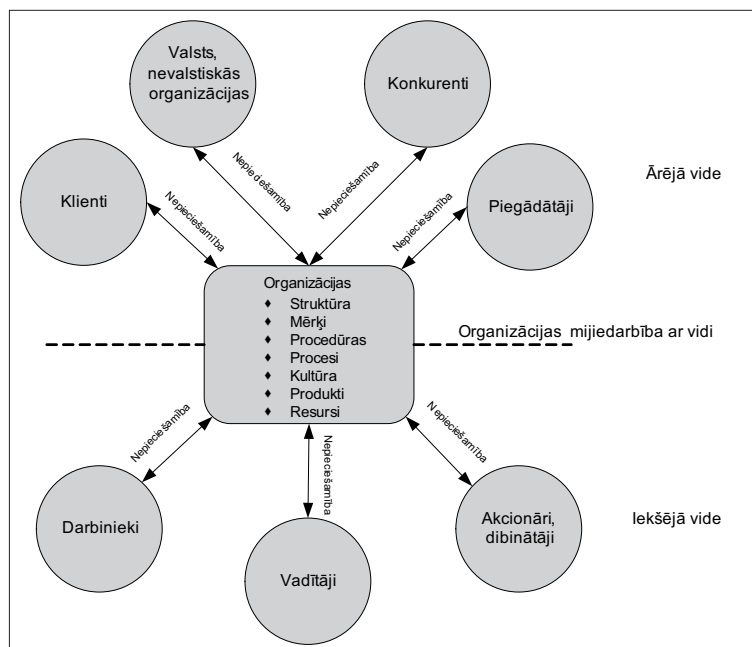 Valsts,
nevalstiskās
organizācijas
Konkurenti
Nepieciešamība
Nepieciešamība
Klienti
Nepieciešamība
Nepieciešamība
Piegādātāji
Ārējā vide
Organizācijas
♦ Struktūra
♦ Mērķi
♦ Procedūras
♦ Procesi
♦ Kultūra
♦ Produkti
♦ Resursi
Organizācijas mijiedarbība ar vidi
Nepieciešamība
Nepieciešamība
Nepieciešamība
Darbinieki
Vadītāji
Akcionāri,
dibinātāji
Iekšējā vide